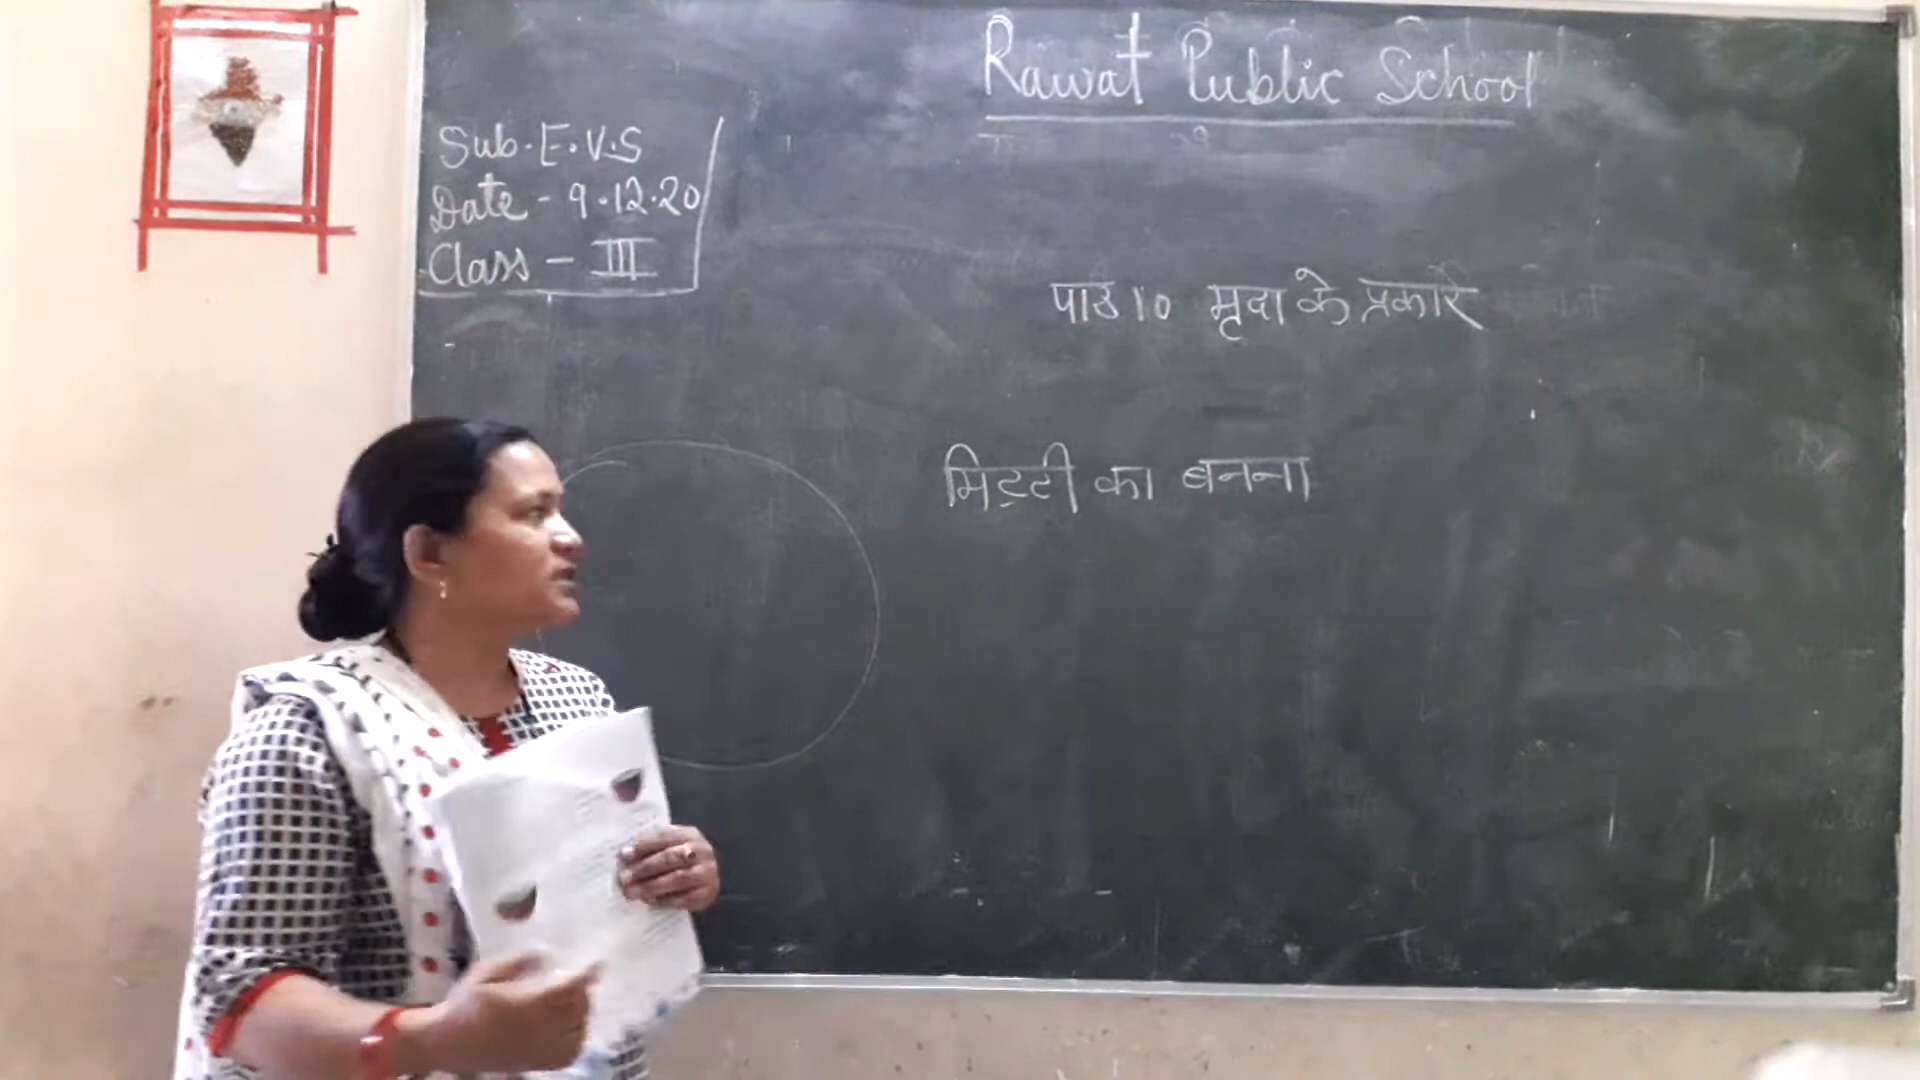 Rawat Public School
Sub. E.V.S
Date - 9.12.20
Class - III
पाठ 10 मृदा के प्रकार
मिट्टी का बनना